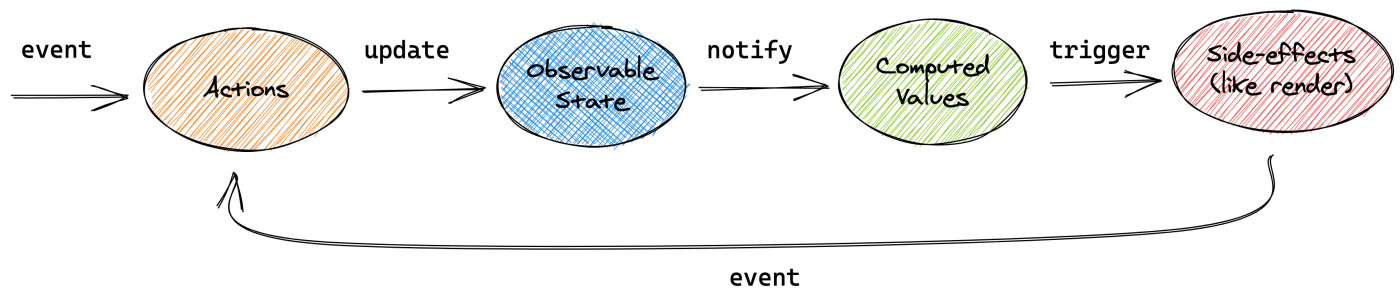 event
Actions
update
Observable
State
notify
Computed
Values
trigger
Side-effects
(like render)
event